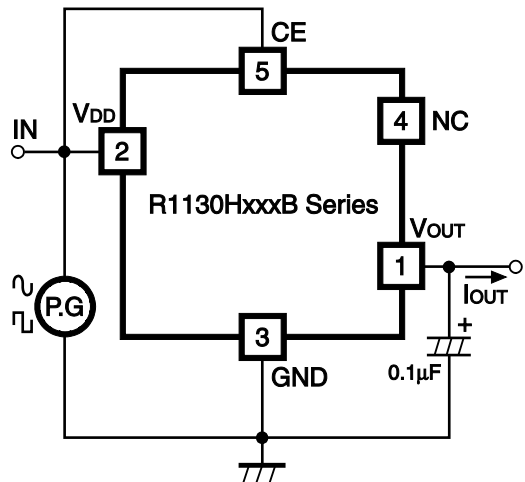 CE
5
VDD
IN
4
NC
2
R1130HxxxB Series
VOUT
1
IOUT
P.G
3
+
0.1µF
GND